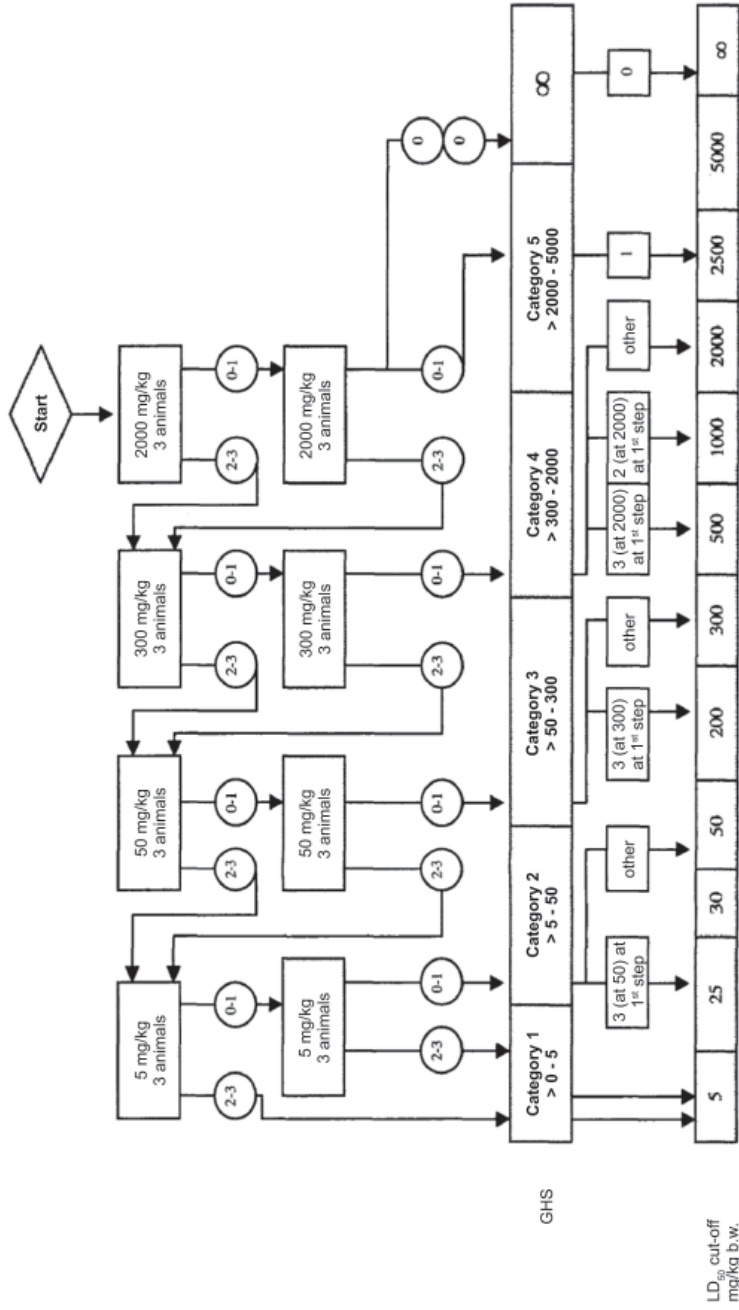 Start
5 mg/kg
3 animals
50 mg/kg
3 animals
300 mg/kg
3 animals
2000 mg/kg
3 animals
2-3
0-1
2-3
0-1
2-3
0-1
2-3
0-1
5 mg/kg
3 animals
50 mg/kg
3 animals
300 mg/kg
3 animals
2000 mg/kg
3 animals
2-3
0-1
2-3
0-1
2-3
0-1
2-3
0-1
0
0
GHS
Category 1
> 0 - 5
Category 2
> 5 - 50
Category 3
> 50 - 300
Category 4
> 300 - 2000
Category 5
> 2000 - 5000
∞
3 (at 50) at
1st step
other
3 (at 300)
at 1st step
other
3 (at 2000)
at 1st step
2 (at 2000)
at 1st step
other
1
0
LD50 cut-off
mg/kg b.w.
5
25
30
50
200
300
500
1000
2000
2500
5000
∞